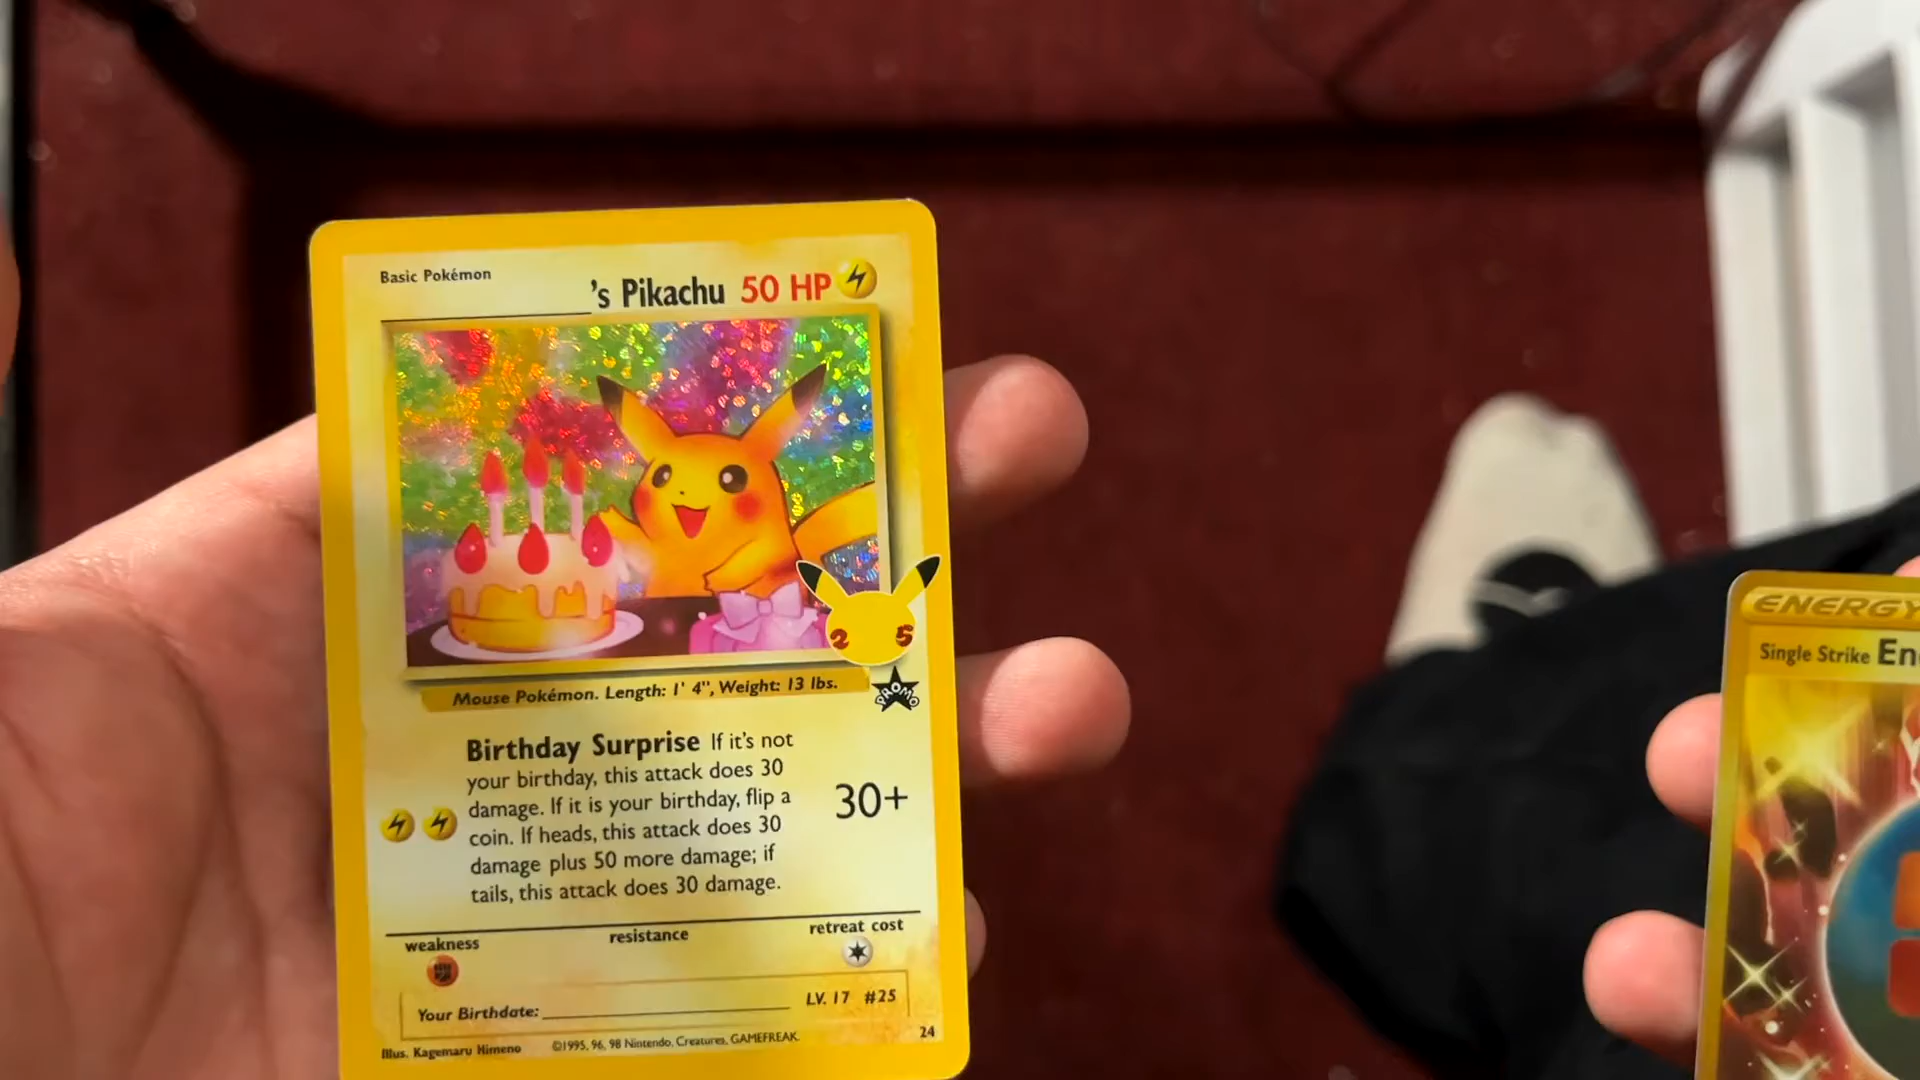 Basic Pokémon
's Pikachu 50 HP
2 5
Mouse Pokémon. Length: 1' 4", Weight: 13 lbs.
PROMO
Birthday Surprise If it's not
your birthday, this attack does 30
damage. If it is your birthday, flip a
coin. If heads, this attack does 30
damage plus 50 more damage; if
tails, this attack does 30 damage.
30+
weakness resistance retreat cost
Your Birthdate: LV. 17 #25
Illus. Kagemaru Himeno ©1995, 96, 98 Nintendo, Creatures, GAMEFREAK. 24
ENERGY
Single Strike En